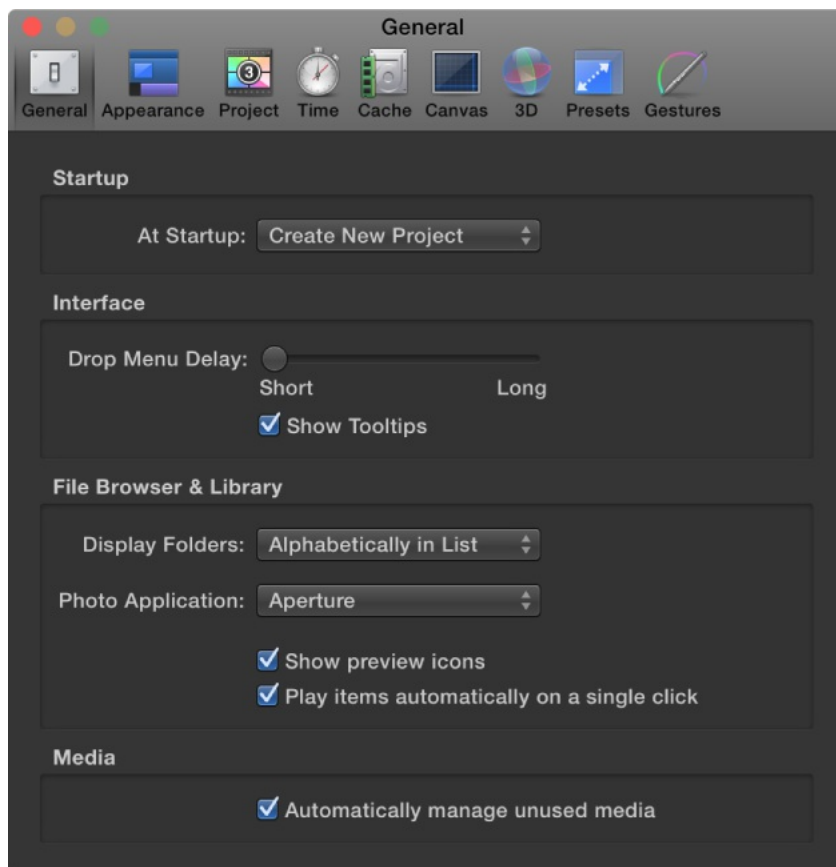 General
3
General Appearance Project Time Cache Canvas 3D Presets Gestures
Startup
At Startup: Create New Project
Interface
Drop Menu Delay:
Short Long
Show Tooltips
File Browser & Library
Display Folders: Alphabetically in List
Photo Application: Aperture
Show preview icons
Play items automatically on a single click
Media
Automatically manage unused media